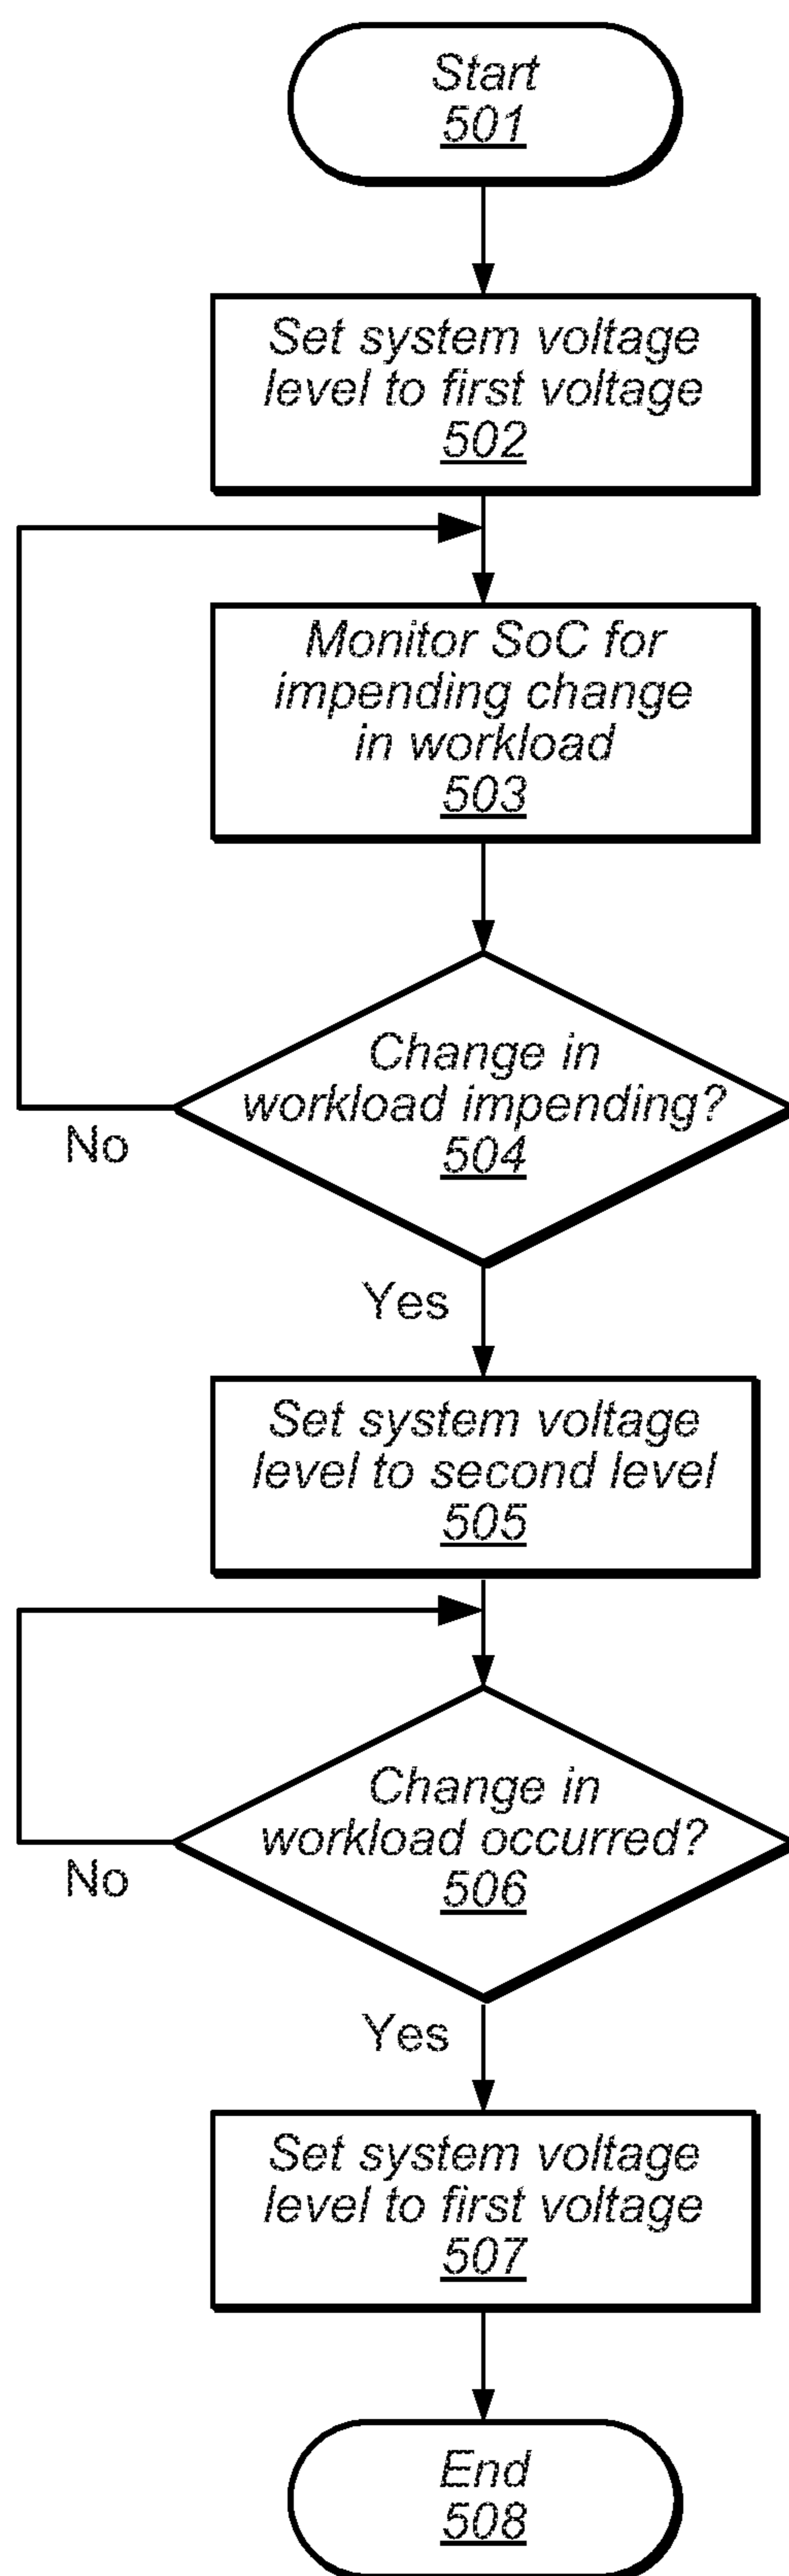 Start
501
Set system voltage
level to first voltage
502
Monitor SoC for
impending change
in workload
503
Change in
workload impending?
504
No
Yes
Set system voltage
level to second level
505
Change in
workload occurred?
506
No
Yes
Set system voltage
level to first voltage
507
End
508